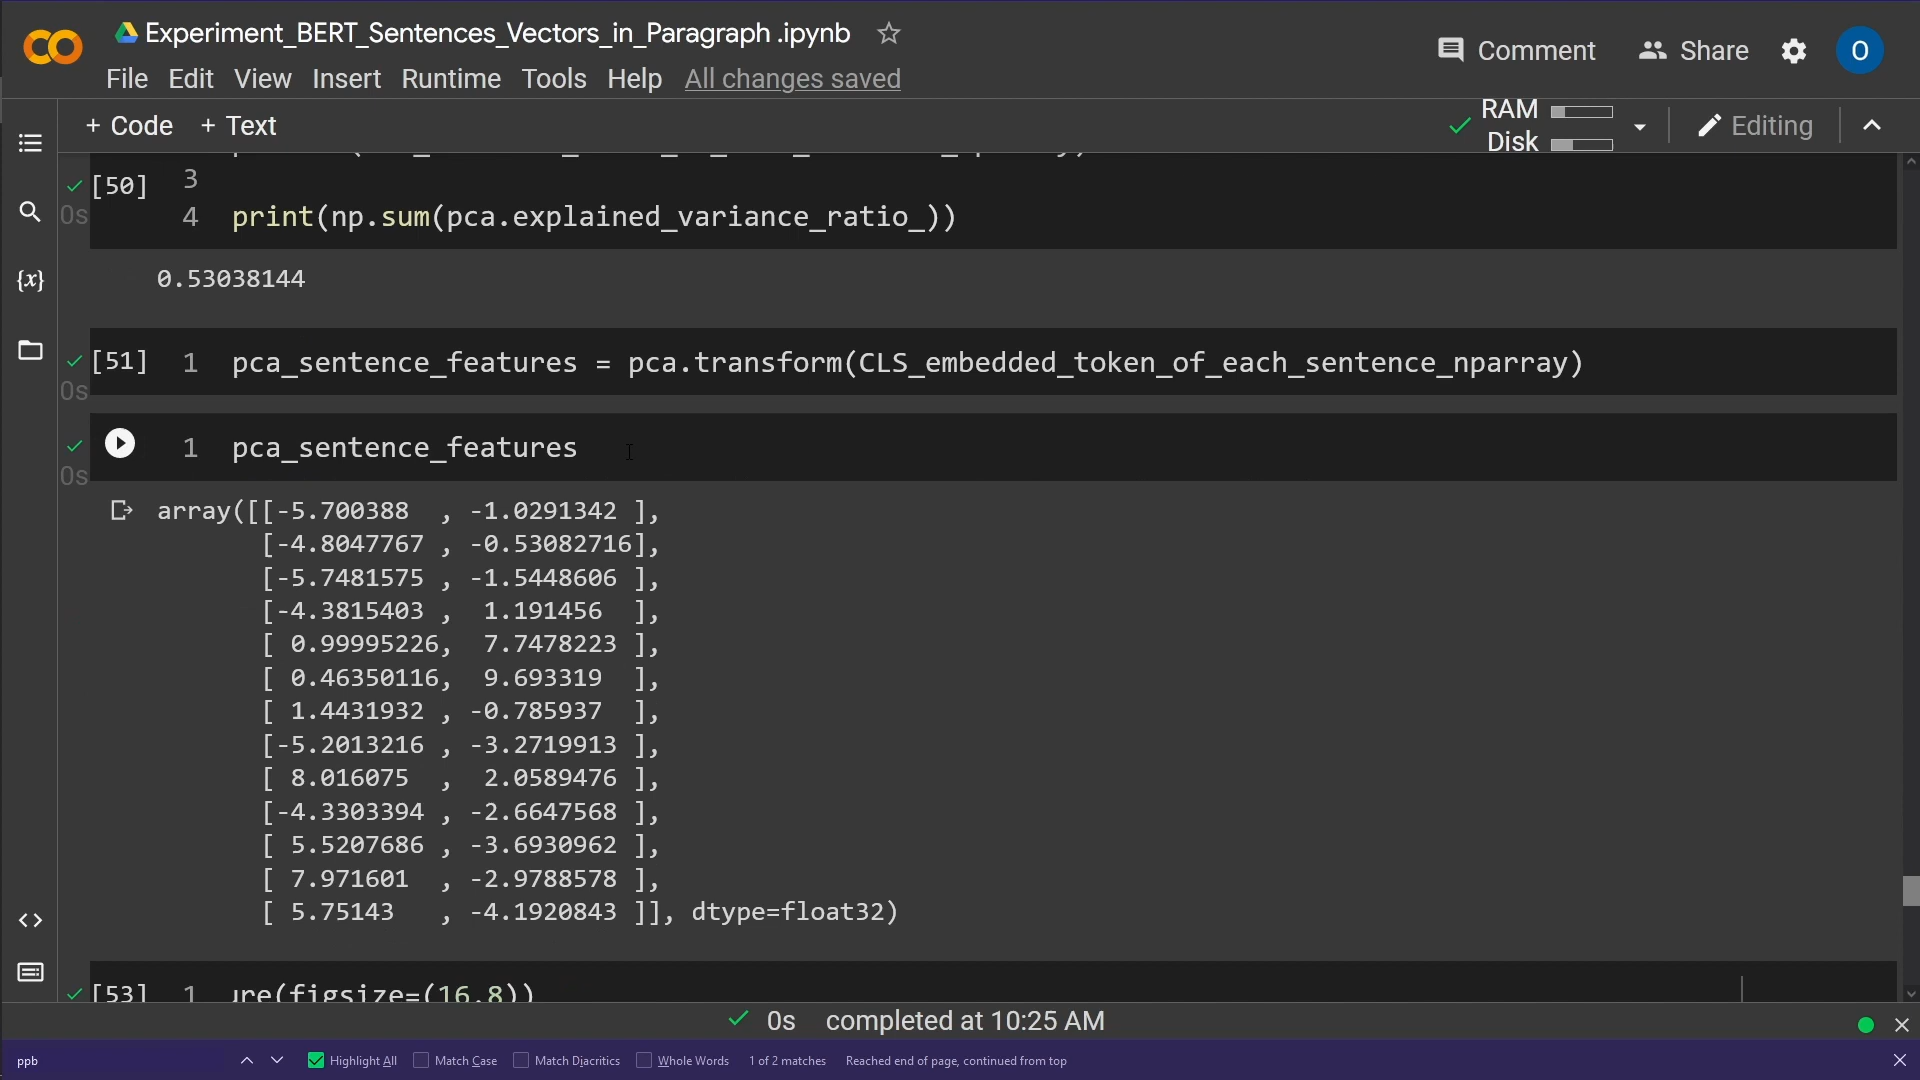 Experiment_BERT_Sentences_Vectors_in_Paragraph .ipynb
Comment Share O
File Edit View Insert Runtime Tools Help All changes saved
+ Code + Text
RAM
Disk
Editing
[50] 3
0s 4 print(np.sum(pca.explained_variance_ratio_))
{x}
0.53038144
[51] 1 pca_sentence_features = pca.transform(CLS_embedded_token_of_each_sentence_nparray)
0s
1 pca_sentence_features
0s
array([[-5.700388  , -1.0291342 ],
[-4.8047767 , -0.53082716],
[-5.7481575 , -1.5448606 ],
[-4.3815403 ,  1.191456  ],
[ 0.99995226,  7.7478223 ],
[ 0.46350116,  9.693319  ],
[ 1.4431932 , -0.785937  ],
[-5.2013216 , -3.2719913 ],
[ 8.016075  ,  2.0589476 ],
[-4.3303394 , -2.6647568 ],
[ 5.5207686 , -3.6930962 ],
[ 7.971601  , -2.9788578 ],
[ 5.75143   , -4.1920843 ]], dtype=float32)
[53] 1 ure(figsize=(16,8))
0s completed at 10:25 AM
ppb Highlight All Match Case Match Diacritics Whole Words 1 of 2 matches Reached end of page, continued from top